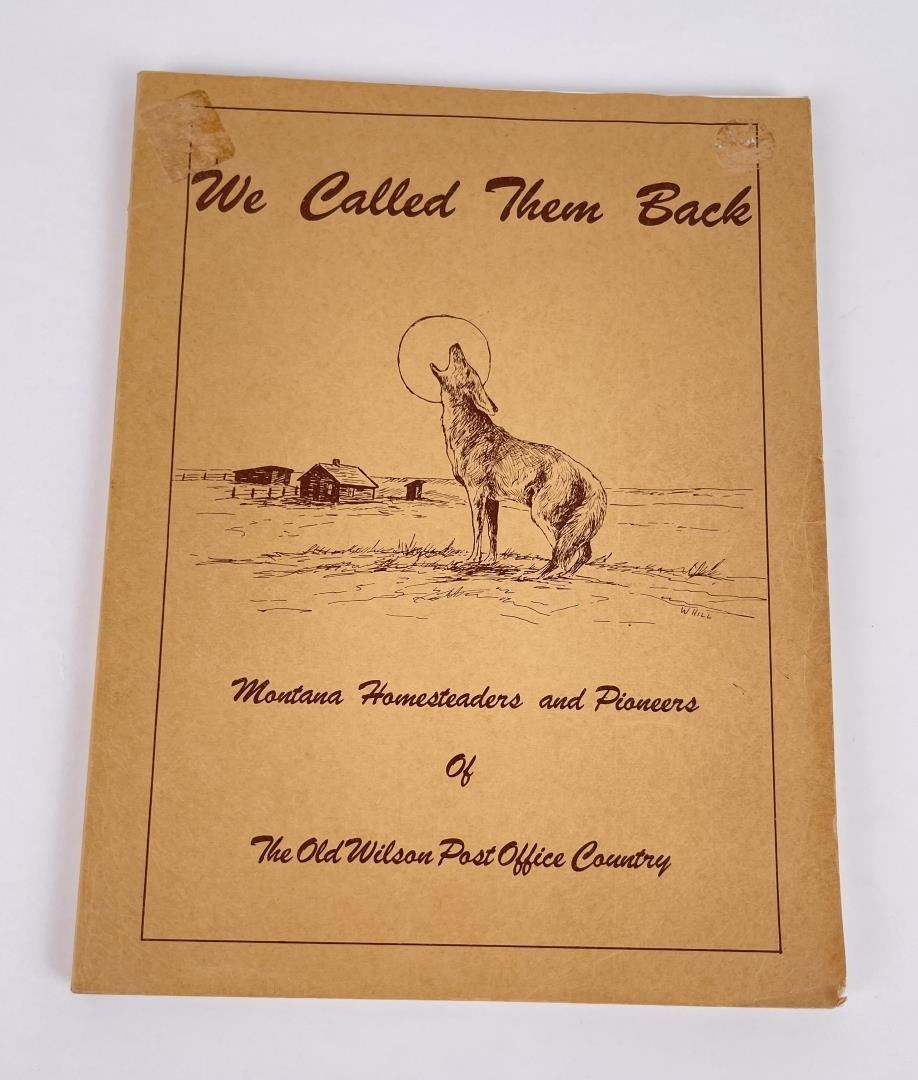 We Called Them Back
W HILL
Montana Homesteaders and Pioneers
Of
The Old Wilson Post Office Country